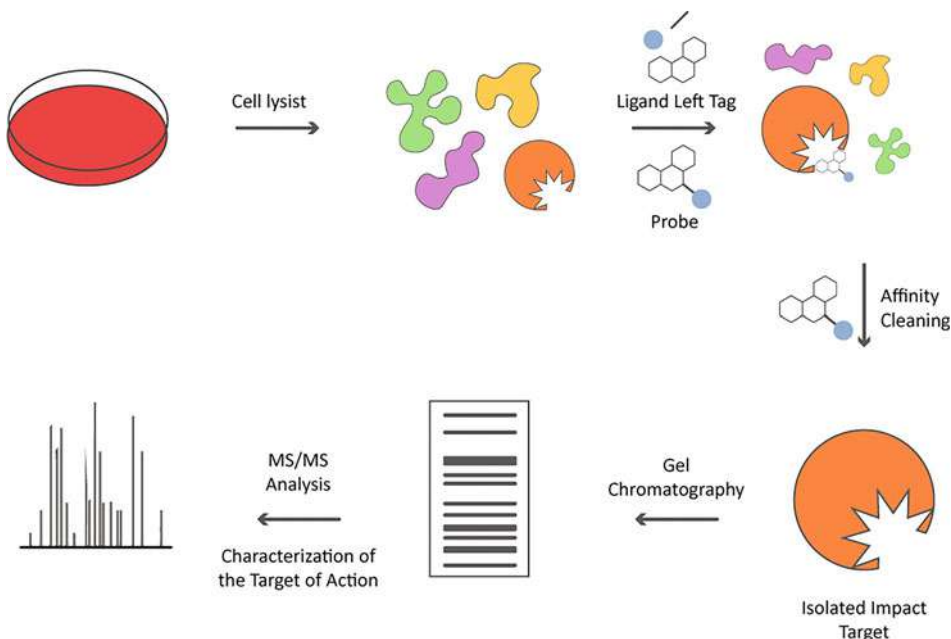 Cell lysist
Ligand Left Tag
Probe
Affinity
Cleaning
MS/MS
Analysis
Characterization of
the Target of Action
Gel
Chromatography
Isolated Impact
Target